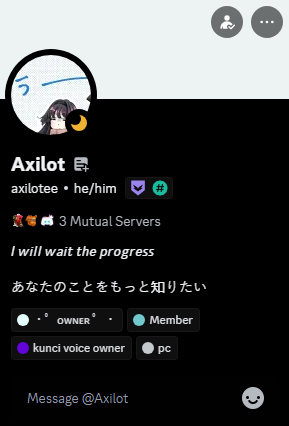 う
Axilot
axilotee • he/him
3 Mutual Servers
I will wait the progress
あなたのことをもっと知りたい
・˚ ᴏᴡɴᴇʀ ˚ ・
Member
kunci voice owner
pc
Message @Axilot